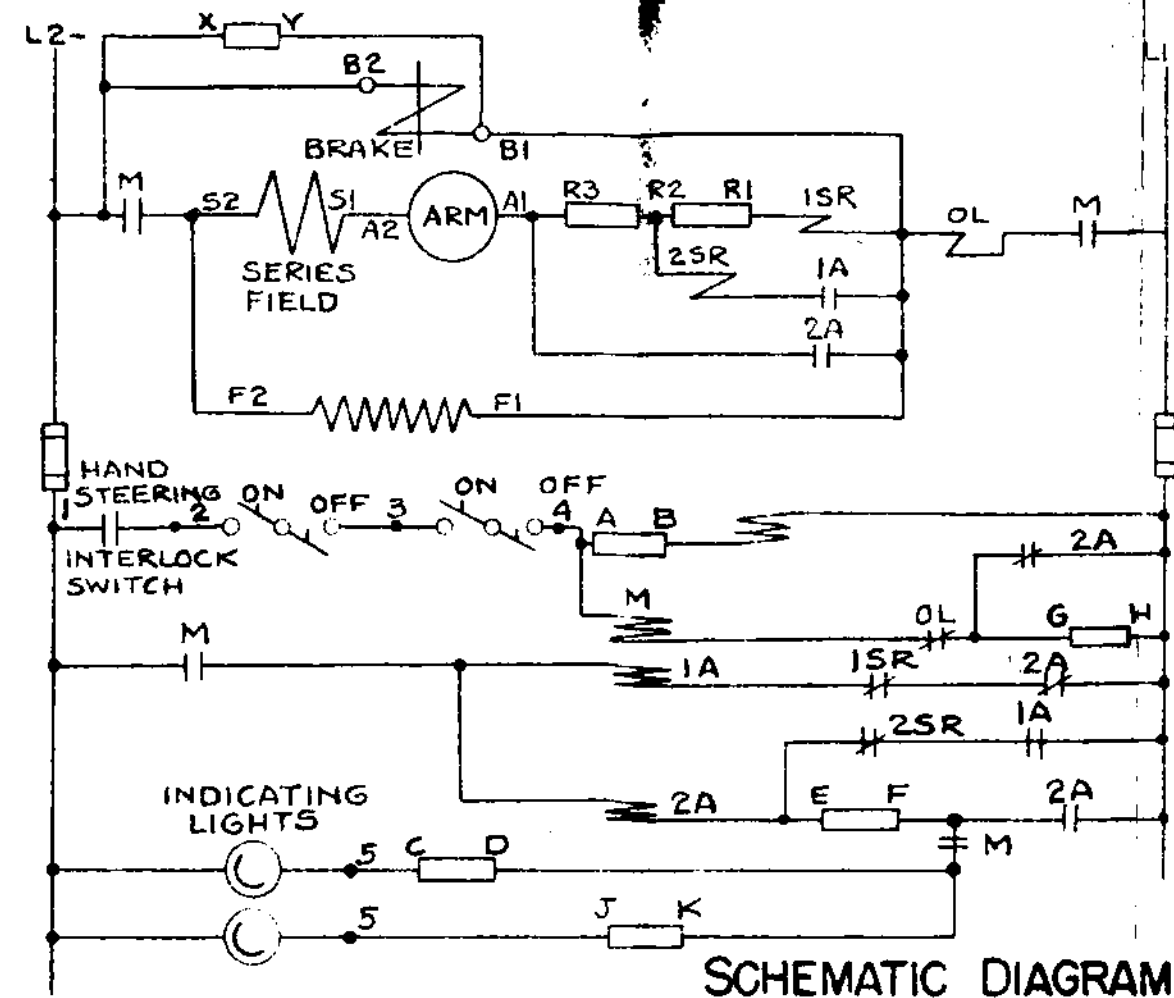 X Y
L2-
L1
B2
BRAKE B1
M S2 S1 A2 ARM A1 R3 R2 R1 1SR OL M
SERIES
FIELD
2SR 1A
2A
F2 F1
HAND
STEERING
1 2 ON OFF 3 ON OFF 4 A B
INTERLOCK
SWITCH
2A
M OL G H
M 1A 1SR 2A
2SR 1A
2A E F 2A
INDICATING
LIGHTS
M
5 C D
5 J K
SCHEMATIC DIAGRAM